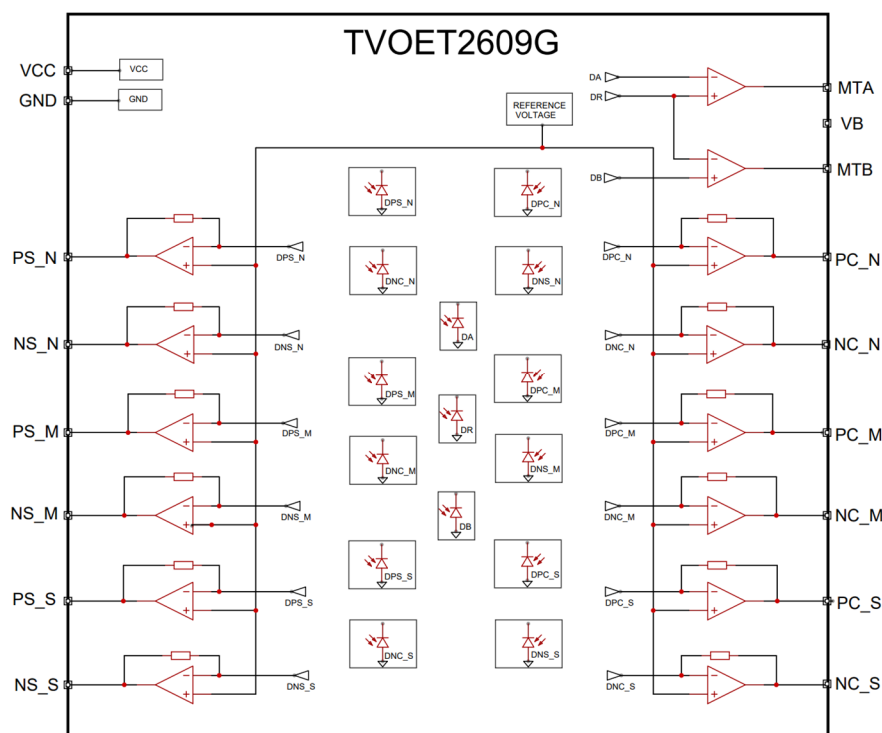 TVOET2609G
VCC
VCC
GND
GND
REFERENCE
VOLTAGE
DA
DR
MTA
VB
DB
MTB
DPS_N
DPC_N
PS_N
DPS_N
DPC_N
PC_N
DNC_N
DNS_N
DA
NS_N
DNS_N
DNC_N
NC_N
DPS_M
DPC_M
DR
PS_M
DPS_M
DPC_M
PC_M
DNC_M
DNS_M
NS_M
DNS_M
DB
DNC_M
NC_M
DPS_S
DPC_S
PS_S
DPS_S
DPC_S
PC_S
DNC_S
DNS_S
NS_S
DNS_S
DNC_S
NC_S